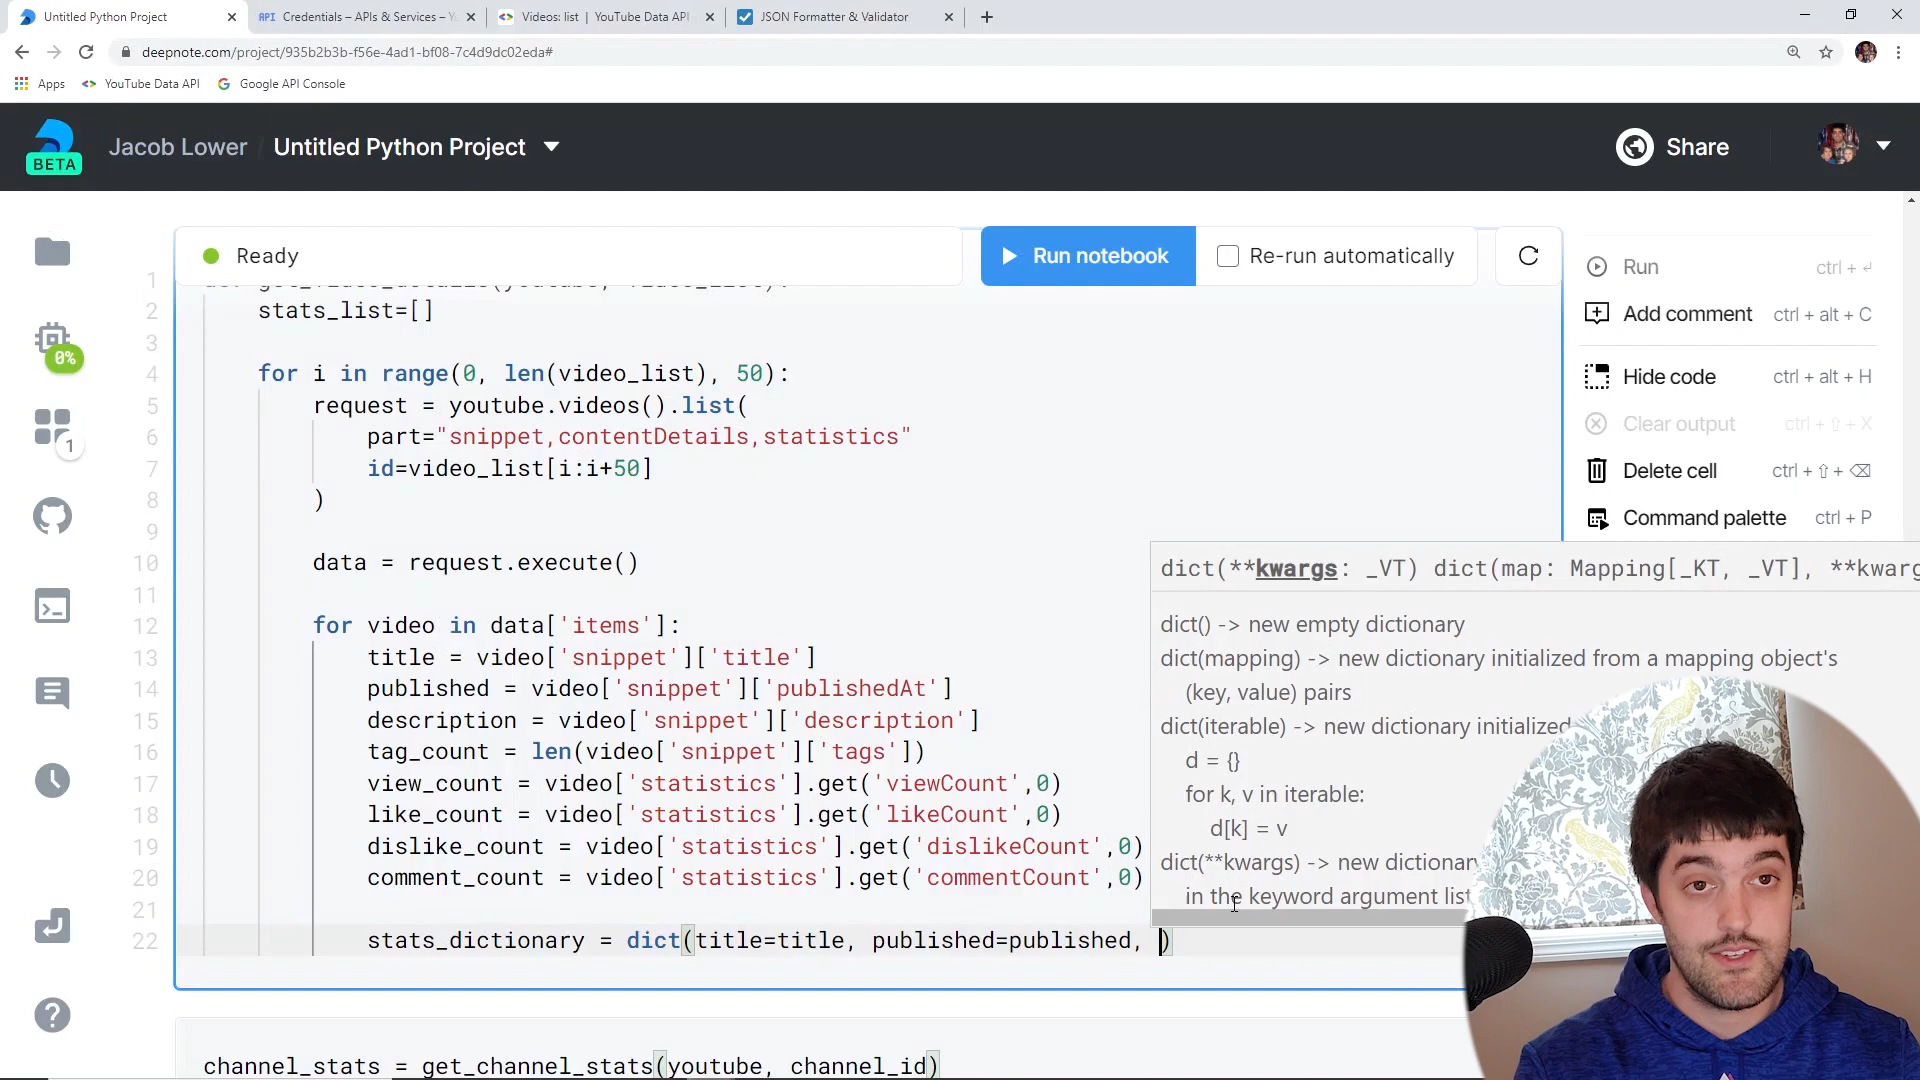 Untitled Python Project
API Credentials – APIs & Services – Y
Videos: list | YouTube Data API
JSON Formatter & Validator
deepnote.com/project/935b2b3b-f56e-4ad1-bf08-7c4d9dc02eda#
Apps YouTube Data API Google API Console
BETA Jacob Lower / Untitled Python Project Share
Ready Run notebook Re-run automatically
Run ctrl + ↵
Add comment ctrl + alt + C
Hide code ctrl + alt + H
Clear output ctrl + ⇧ + X
Delete cell ctrl + ⇧ + ⌫
Command palette ctrl + P
0%
1
1
2 stats_list=[]
3
4 for i in range(0, len(video_list), 50):
5 request = youtube.videos().list(
6 part="snippet,contentDetails,statistics"
7 id=video_list[i:i+50]
8 )
9
10 data = request.execute()
11
12 for video in data['items']:
13 title = video['snippet']['title']
14 published = video['snippet']['publishedAt']
15 description = video['snippet']['description']
16 tag_count = len(video['snippet']['tags'])
17 view_count = video['statistics'].get('viewCount',0)
18 like_count = video['statistics'].get('likeCount',0)
19 dislike_count = video['statistics'].get('dislikeCount',0)
20 comment_count = video['statistics'].get('commentCount',0)
21
22 stats_dictionary = dict(title=title, published=published, )
dict(**kwargs: _VT) dict(map: Mapping[_KT, _VT], **kwarg
dict() -> new empty dictionary
dict(mapping) -> new dictionary initialized from a mapping object's
(key, value) pairs
dict(iterable) -> new dictionary initialized
d = {}
for k, v in iterable:
d[k] = v
dict(**kwargs) -> new dictionary
in the keyword argument list
channel_stats = get_channel_stats(youtube, channel_id)